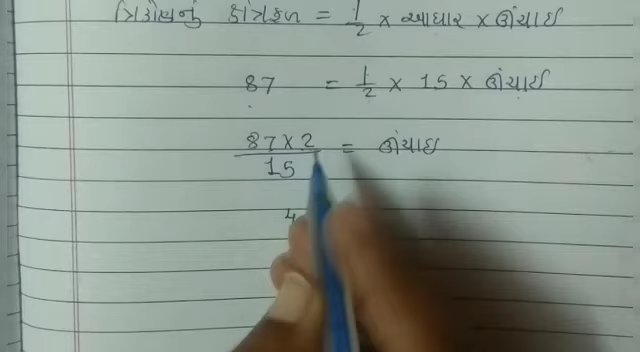 ત્રિકોણનું ક્ષેત્રફળ = 1/2 × આધાર × ઊંચાઈ
87 = 1/2 × 15 × ઊંચાઈ
87 × 2 / 15 = ઊંચાઈ